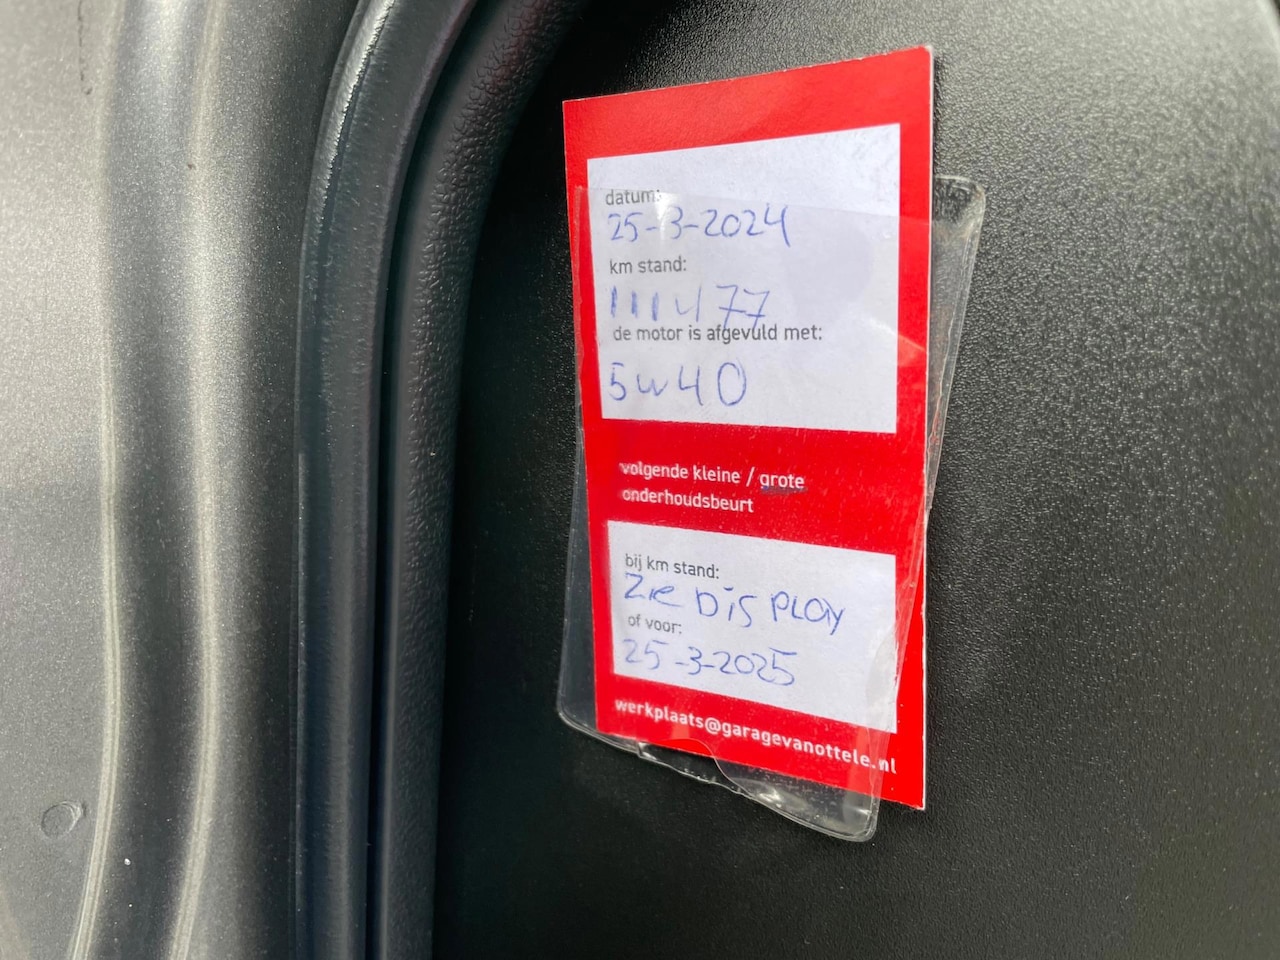 datum:
25-3-2024
km stand:
111477
de motor is afgevuld met:
5w40
volgende kleine / grote
onderhoudsbeurt
bij km stand:
Zie DisPLAY
of voor:
25-3-2025
werkplaats@garagevanottele.nl